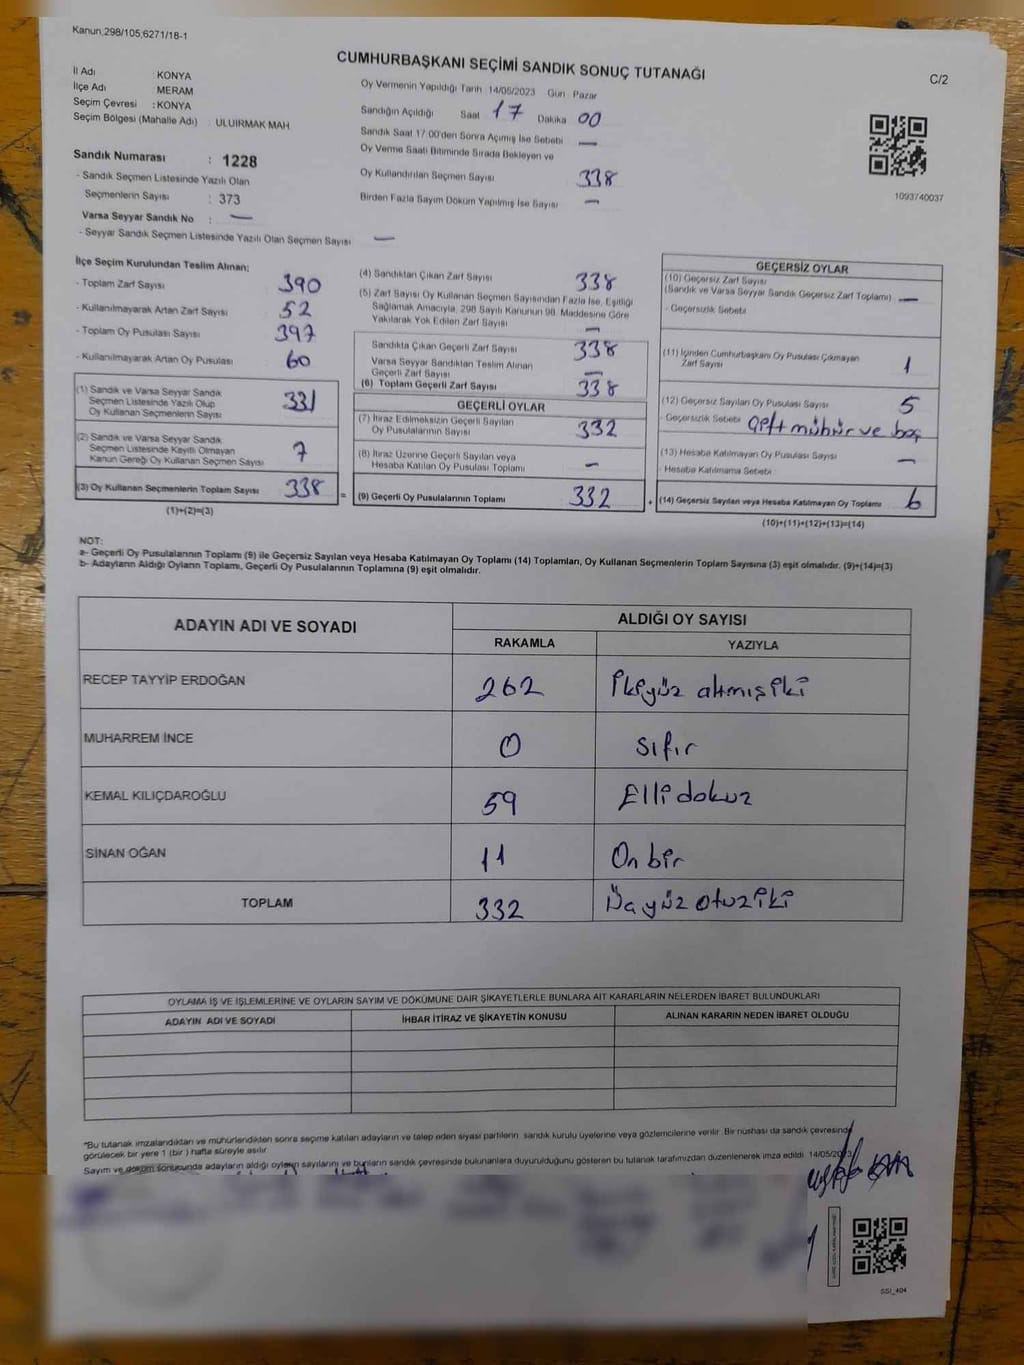 Kanun,298/105,6271/18-1
CUMHURBAŞKANI SEÇİMİ SANDIK SONUÇ TUTANAĞI
C/2
İl Adı : KONYA
İlçe Adı : MERAM
Seçim Çevresi : KONYA
Seçim Bölgesi (Mahalle Adı) : ULUIRMAK MAH
Sandık Numarası : 1228
- Sandık Seçmen Listesinde Yazılı Olan
Seçmenlerin Sayısı : 373
Varsa Seyyar Sandık No : —
- Seyyar Sandık Seçmen Listesinde Yazılı Olan Seçmen Sayısı —
Oy Vermenin Yapıldığı Tarih :14/05/2023 Gün : Pazar
Sandığın Açıldığı Saat 17 Dakika 00
Sandık Saat 17:00'den Sonra Açımış İse Sebebi —
Oy Verme Saati Bitiminde Sırada Bekleyen ve
Oy Kullandırılan Seçmen Sayısı 338
Birden Fazla Sayım Döküm Yapılmış İse Sayısı —
1093740037
İlçe Seçim Kurulundan Teslim Alınan;
- Toplam Zarf Sayısı 390
- Kullanılmayarak Artan Zarf Sayısı 52
- Toplam Oy Pusulası Sayısı 397
- Kullanılmayarak Artan Oy Pusulası 60
(1) Sandık ve Varsa Seyyar Sandık
Seçmen Listesinde Yazılı Olup
Oy Kullanan Seçmenlerin Sayısı 331
(2) Sandık ve Varsa Seyyar Sandık
Seçmen Listesinde Kayıtlı Olmayan
Kanun Gereği Oy Kullanan Seçmen Sayısı 7
(3) Oy Kullanan Seçmenlerin Toplam Sayısı 338
(1)+(2)=(3)
=
(4) Sandıktan Çıkan Zarf Sayısı 338
(5) Zarf Sayısı Oy Kullanan Seçmen Sayısından Fazla İse, Eşitliği
Sağlamak Amacıyla, 298 Sayılı Kanunun 98. Maddesine Göre
Yakılarak Yok Edilen Zarf Sayısı —
Sandıkta Çıkan Geçerli Zarf Sayısı 338
Varsa Seyyar Sandıktan Teslim Alınan
Geçerli Zarf Sayısı —
(6) Toplam Geçerli Zarf Sayısı 338
GEÇERLİ OYLAR
(7) İtiraz Edilmeksizin Geçerli Sayılan
Oy Pusulalarının Sayısı 332
(8) İtiraz Üzerine Geçerli Sayılan veya
Hesaba Katılan Oy Pusulası Toplamı —
(9) Geçerli Oy Pusulalarının Toplamı 332
+
GEÇERSİZ OYLAR
(10) Geçersiz Zarf Sayısı
(Sandık ve Varsa Seyyar Sandık Geçersiz Zarf Toplamı) —
- Geçersizlik Sebebi
(11) İçinden Cumhurbaşkanı Oy Pusulası Çıkmayan
Zarf Sayısı 1
(12) Geçersiz Sayılan Oy Pusulası Sayısı 5
- Geçersizlik Sebebi Çift mühür ve boş
(13) Hesaba Katılmayan Oy Pusulası Sayısı —
- Hesaba Katılmama Sebebi
(14) Geçersiz Sayılan veya Hesaba Katılmayan Oy Toplamı 6
(10)+(11)+(12)+(13)=(14)
NOT:
a- Geçerli Oy Pusulalarının Toplamı (9) ile Geçersiz Sayılan veya Hesaba Katılmayan Oy Toplamı (14) Toplamları, Oy Kullanan Seçmenlerin Toplam Sayısına (3) eşit olmalıdır. (9)+(14)=(3)
b- Adayların Aldığı Oyların Toplamı, Geçerli Oy Pusulalarının Toplamına (9) eşit olmalıdır.
ADAYIN ADI VE SOYADI
ALDIĞI OY SAYISI
RAKAMLA YAZIYLA
RECEP TAYYİP ERDOĞAN 262 İkiyüz altmışiki
MUHARREM İNCE 0 sıfır
KEMAL KILIÇDAROĞLU 59 Elli dokuz
SİNAN OĞAN 11 On bir
TOPLAM 332 Üçyüz otuziki
OYLAMA İŞ VE İŞLEMLERİNE VE OYLARIN SAYIM VE DÖKÜMÜNE DAİR ŞİKAYETLERLE BUNLARA AİT KARARLARIN NELERDEN İBARET BULUNDUKLARI
ADAYIN ADI VE SOYADI İHBAR İTİRAZ VE ŞİKAYETİN KONUSU ALINAN KARARIN NEDEN İBARET OLDUĞU
*Bu tutanak imzalandıktan ve mühürlendikten sonra seçime katılan adayların ve talep eden siyasi partilerin sandık kurulu üyelerine veya gözlemcilerine verilir. Bir nüshası da sandık çevresinde
görülecek bir yere 1 (bir ) hafta süreyle asılır.
Sayım ve döküm sonucunda adayların aldığı oyların sayılarını ve bunların sandık çevresinde bulunanlara duyurulduğunu gösteren bu tutanak tarafımızdan düzenlenerek imza edildi. 14/05/2023
SSI_404